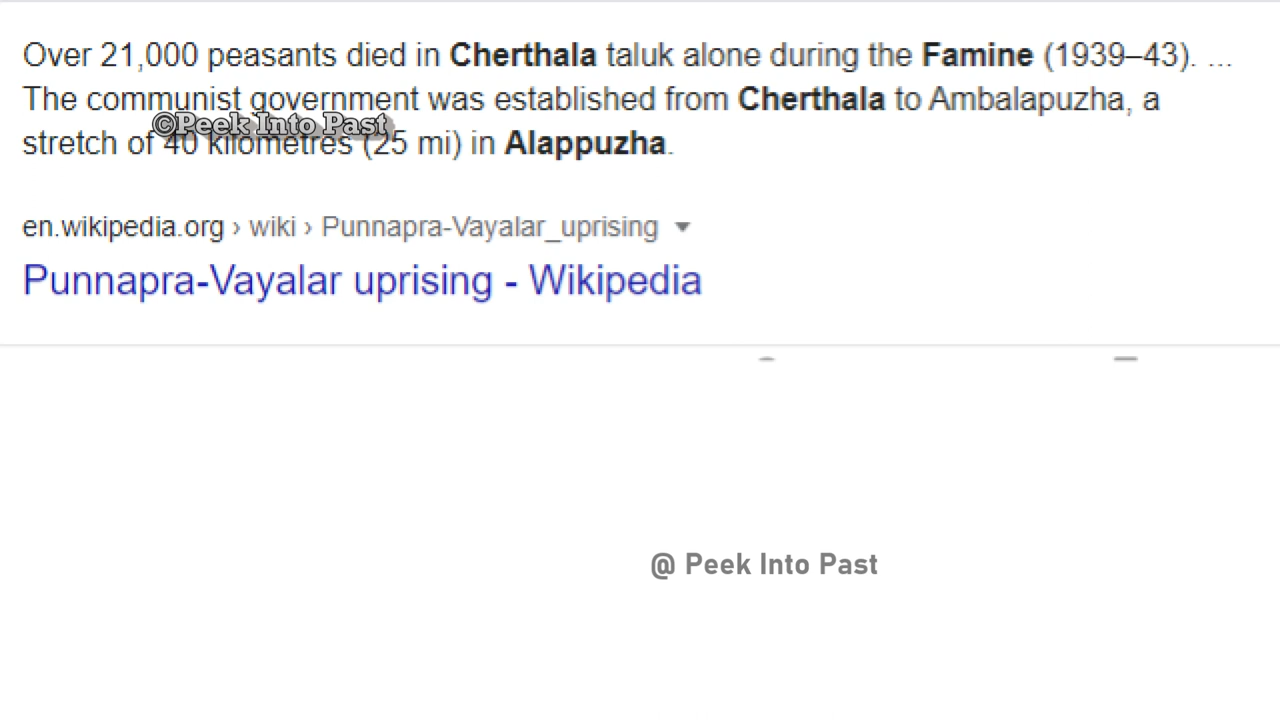 Over 21,000 peasants died in Cherthala taluk alone during the Famine (1939–43). ...
The communist government was established from Cherthala to Ambalapuzha, a
©Peek Into Past
stretch of 40 kilometres (25 mi) in Alappuzha.
en.wikipedia.org › wiki › Punnapra-Vayalar_uprising
Punnapra-Vayalar uprising - Wikipedia
@ Peek Into Past